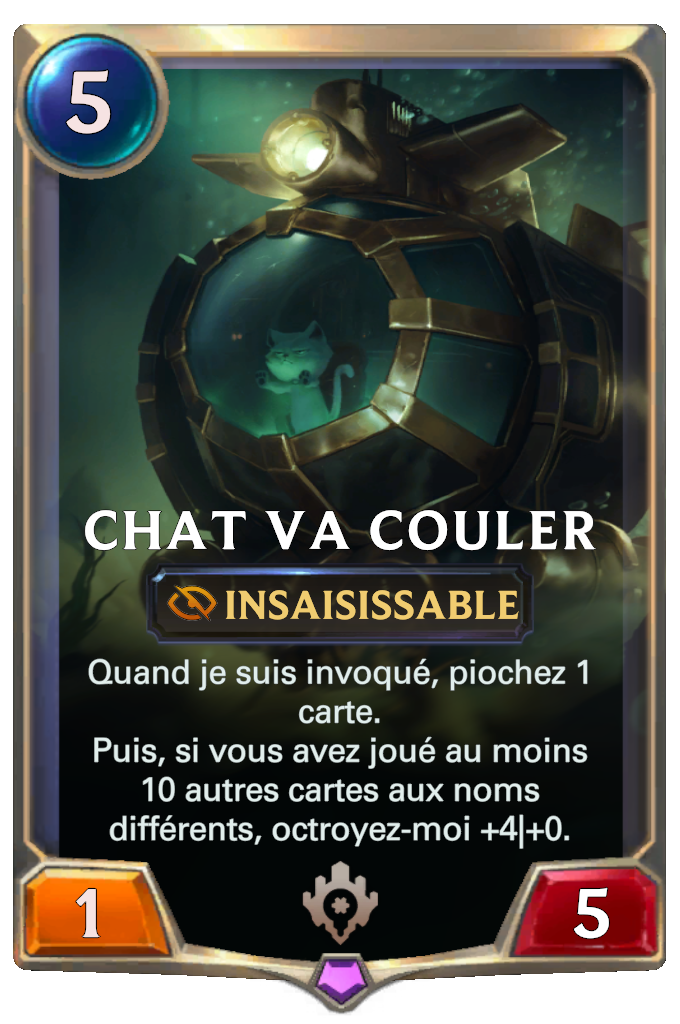 5
CHAT VA COULER
INSAISISSABLE
Quand je suis invoqué, piochez 1
carte.
Puis, si vous avez joué au moins
10 autres cartes aux noms
différents, octroyez-moi +4|+0.
1
5